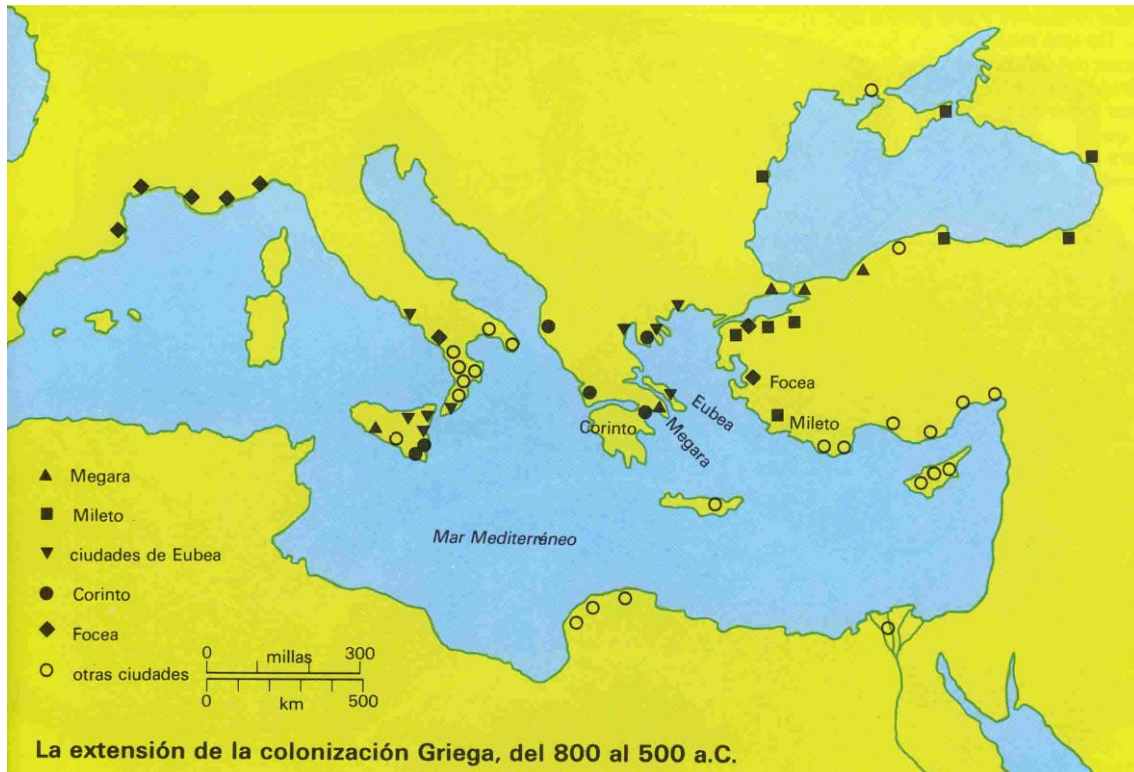 Focea
Eubea
Mileto
Corinto
Megara
Mar Mediterráneo
Megara
Mileto
ciudades de Eubea
Corinto
Focea
otras ciudades
0 millas 300
0 km 500
La extensión de la colonización Griega, del 800 al 500 a.C.